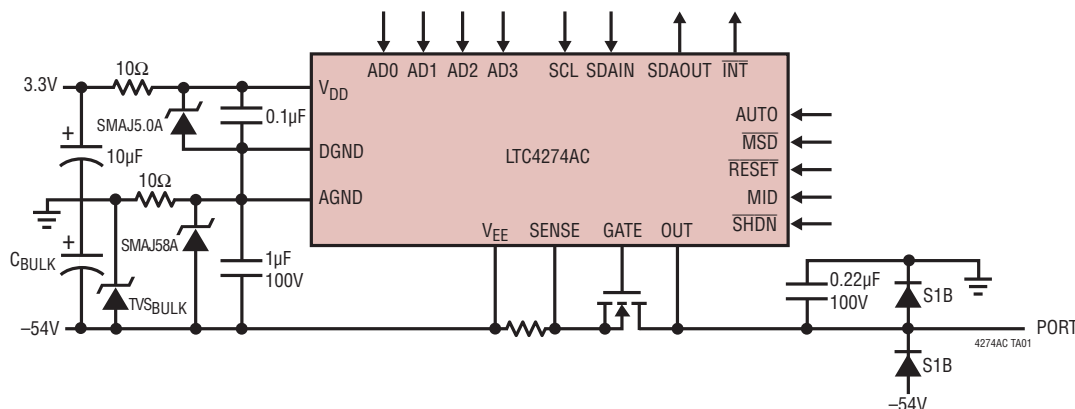 AD0 AD1 AD2 AD3 SCL SDAIN SDAOUT INT
3.3V
10Ω
VDD
SMAJ5.0A
0.1µF
+
10µF
DGND
LTC4274AC
AUTO
MSD
RESET
MID
SHDN
10Ω
AGND
SMAJ58A
+
CBULK
TVSBULK
1µF
100V
VEE SENSE GATE OUT
0.22µF
100V
S1B
–54V
PORT
4274AC TA01
S1B
–54V